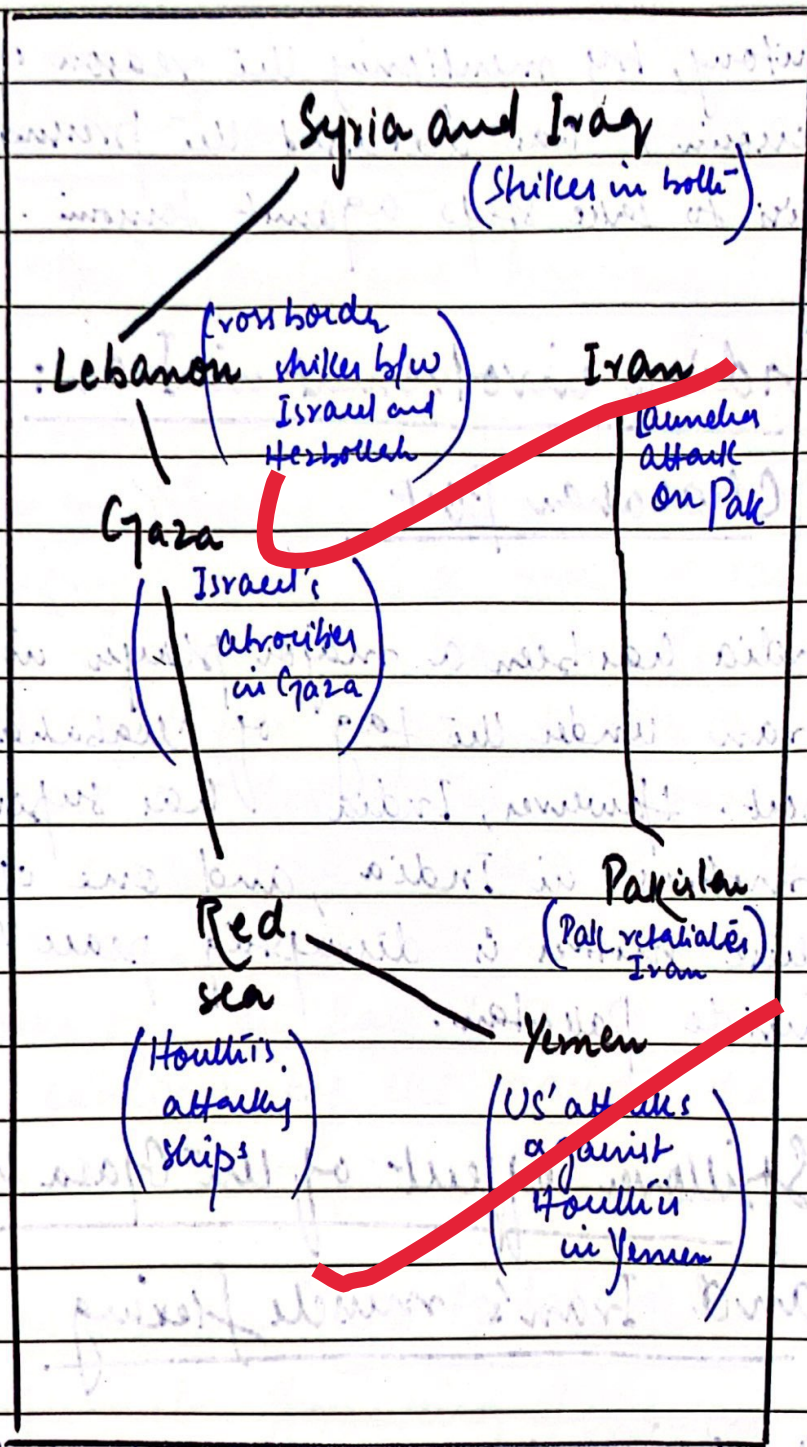 Syria and Iraq
(Strikes in both)
Lebanon
(Cross border
strikes b/w
Israel and
Hezbollah)
Iran
Launches
attack
on Pak
Gaza
(Israel's
atrocities
in Gaza)
Red
sea
(Houthis
attacks
ships)
Pakistan
(Pak retaliates
Iran)
Yemen
(US' attacks
against
Houthis
in Yemen)